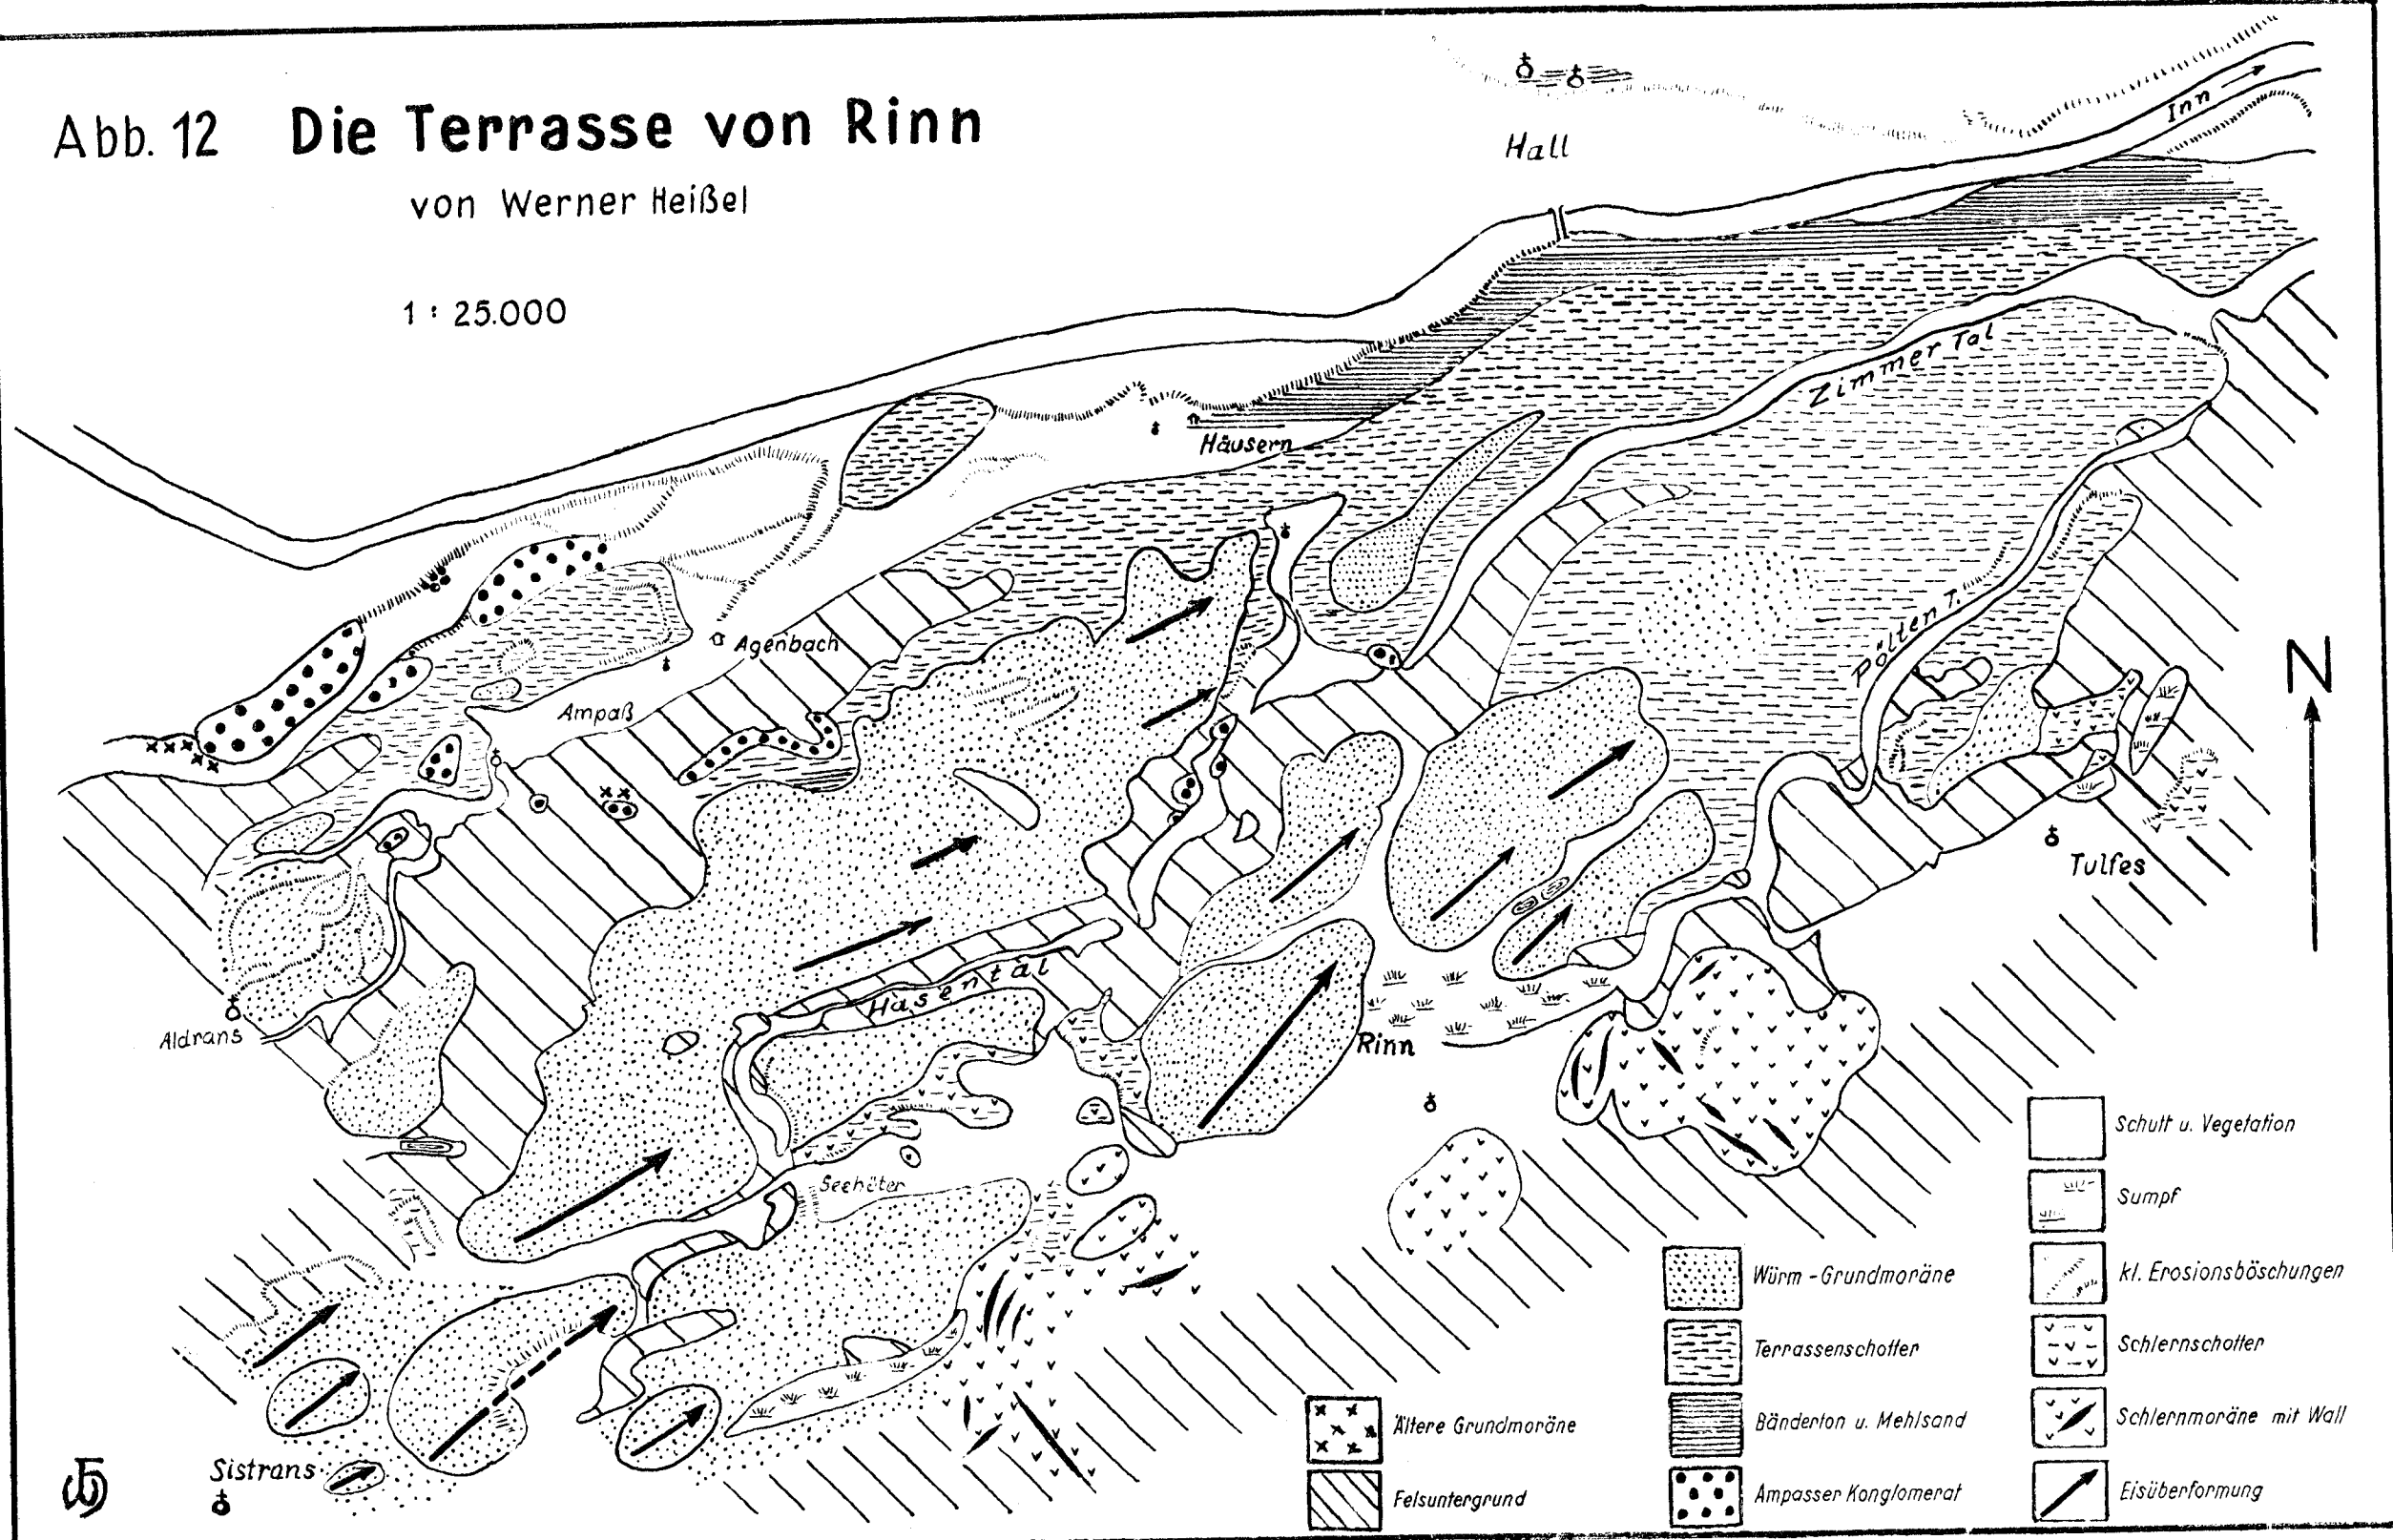 Abb. 12 Die Terrasse von Rinn
von Werner Heißel
1 : 25.000
Hall
Inn
Zimmer Tal
Häusern
Agenbach
Ampaß
Pölten T.
N
Tulfes
Hasental
Aldrans
Rinn
Seehüter
Sistrans
Schutt u. Vegetation
Sumpf
kl. Erosionsböschungen
Schlernschotter
Schlernmoräne mit Wall
Eisüberformung
Würm - Grundmoräne
Terrassenschotter
Bänderton u. Mehlsand
Ampasser Konglomerat
Ältere Grundmoräne
Felsuntergrund